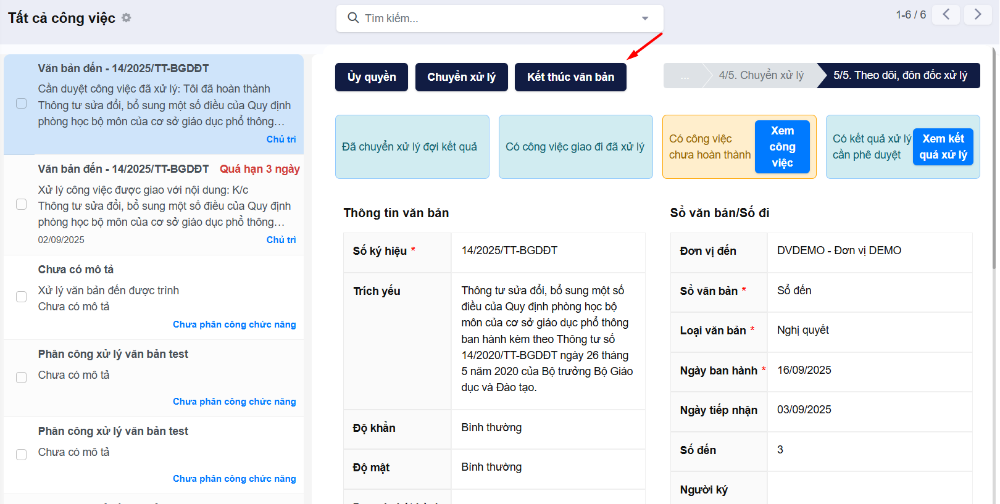 Tất cả công việc
Tìm kiếm...
1-6 / 6
Văn bản đến - 14/2025/TT-BGDĐT
Cần duyệt công việc đã xử lý: Tôi đã hoàn thành
Thông tư sửa đổi, bổ sung một số điều của Quy định
phòng học bộ môn của cơ sở giáo dục phổ thông…
Chủ trì
Văn bản đến - 14/2025/TT-BGDĐT Quá hạn 3 ngày
Xử lý công việc được giao với nội dung: K/c
Thông tư sửa đổi, bổ sung một số điều của Quy định
phòng học bộ môn của cơ sở giáo dục phổ thông…
02/09/2025 Chủ trì
Chưa có mô tả
Xử lý văn bản đến được trình
Chưa có mô tả
Chưa phân công chức năng
Phân công xử lý văn bản test
Chưa có mô tả
Chưa phân công chức năng
Phân công xử lý văn bản test
Chưa có mô tả
Chưa phân công chức năng
Ủy quyền
Chuyển xử lý
Kết thúc văn bản
...
4/5. Chuyển xử lý
5/5. Theo dõi, đôn đốc xử lý
Đã chuyển xử lý đợi kết quả
Có công việc giao đi đã xử lý
Có công việc
chưa hoàn thành
Xem
công
việc
Có kết quả xử lý
cần phê duyệt
Xem kết
quả xử lý
Thông tin văn bản
Số ký hiệu * 14/2025/TT-BGDĐT
Trích yếu Thông tư sửa đổi, bổ sung một số
điều của Quy định phòng học bộ
môn của cơ sở giáo dục phổ thông
ban hành kèm theo Thông tư số
14/2020/TT-BGDĐT ngày 26 tháng
5 năm 2020 của Bộ trưởng Bộ Giáo
dục và Đào tạo.
Độ khẩn Bình thường
Độ mật Bình thường
Sổ văn bản/Số đi
Đơn vị đến DVDEMO - Đơn vị DEMO
Sổ văn bản * Sổ đến
Loại văn bản * Nghị quyết
Ngày ban hành * 16/09/2025
Ngày tiếp nhận 03/09/2025
Số đến 3
Người ký